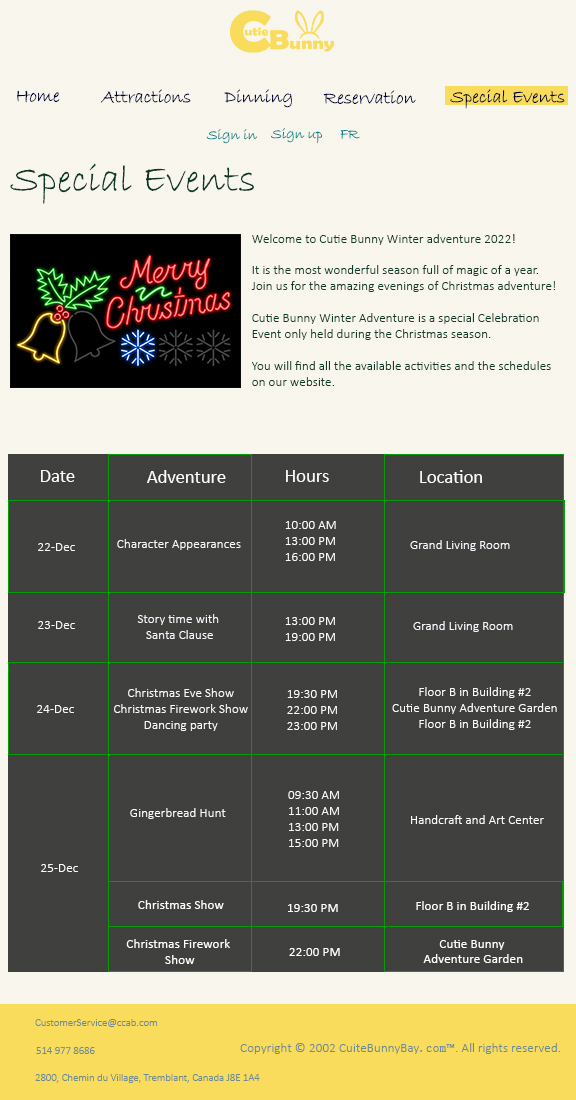 Cutie Bunny
Home Attractions Dinning Reservation Special Events
Sign in Sign up FR
Special Events
Merry
Christmas
Welcome to Cutie Bunny Winter adventure 2022!
It is the most wonderful season full of magic of a year.
Join us for the amazing evenings of Christmas adventure!
Cutie Bunny Winter Adventure is a special Celebration
Event only held during the Christmas season.
You will find all the available activities and the schedules
on our website.
Date Adventure Hours Location
22-Dec
Character Appearances
10:00 AM
13:00 PM
16:00 PM
Grand Living Room
23-Dec
Story time with
Santa Clause
13:00 PM
19:00 PM
Grand Living Room
24-Dec
Christmas Eve Show
Christmas Firework Show
Dancing party
19:30 PM
22:00 PM
23:00 PM
Floor B in Building #2
Cutie Bunny Adventure Garden
Floor B in Building #2
25-Dec
Gingerbread Hunt
09:30 AM
11:00 AM
13:00 PM
15:00 PM
Handcraft and Art Center
Christmas Show
19:30 PM
Floor B in Building #2
Christmas Firework
Show
22:00 PM
Cutie Bunny
Adventure Garden
CustomerService@ccab.com
514 977 8686
Copyright © 2002 CuiteBunnyBay. com™. All rights reserved.
2800, Chemin du Village, Tremblant, Canada J8E 1A4